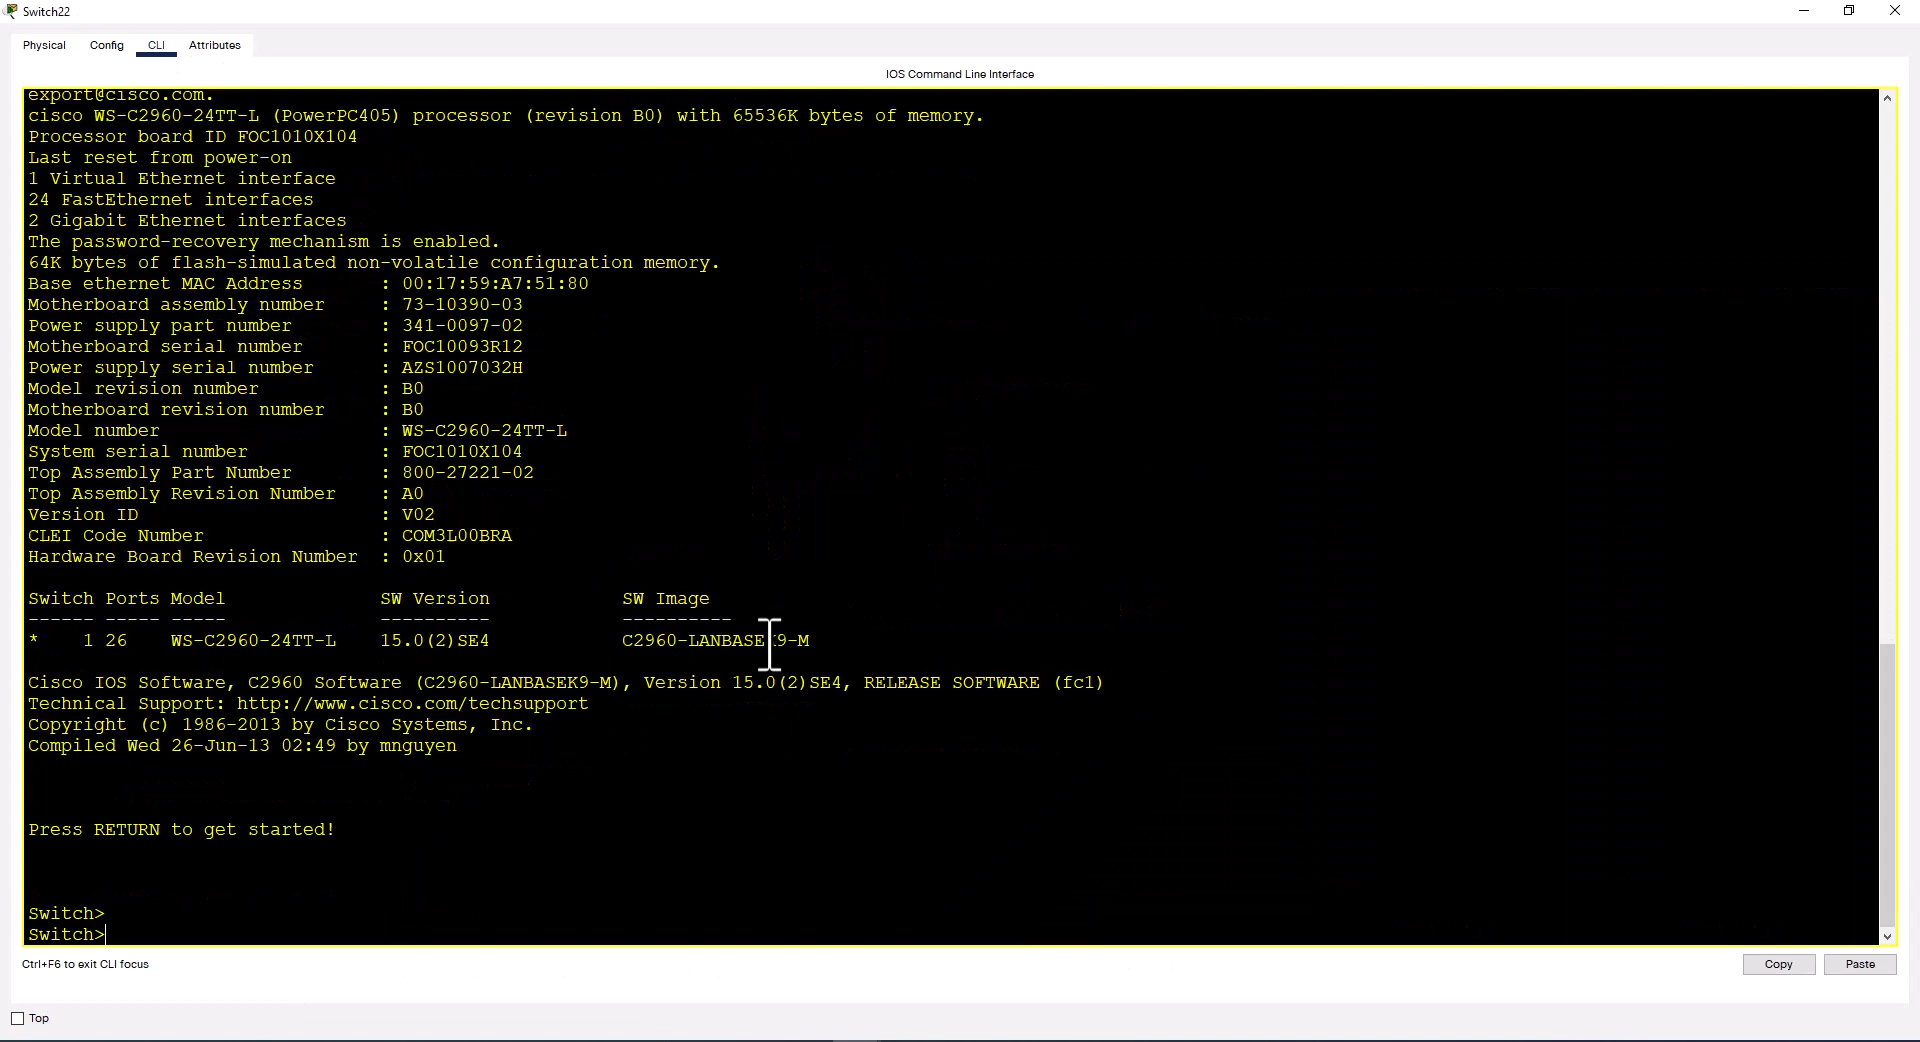 Switch22
Physical Config CLI Attributes
IOS Command Line Interface
export@cisco.com.
cisco WS-C2960-24TT-L (PowerPC405) processor (revision B0) with 65536K bytes of memory.
Processor board ID FOC1010X104
Last reset from power-on
1 Virtual Ethernet interface
24 FastEthernet interfaces
2 Gigabit Ethernet interfaces
The password-recovery mechanism is enabled.
64K bytes of flash-simulated non-volatile configuration memory.
Base ethernet MAC Address : 00:17:59:A7:51:80
Motherboard assembly number : 73-10390-03
Power supply part number : 341-0097-02
Motherboard serial number : FOC10093R12
Power supply serial number : AZS1007032H
Model revision number : B0
Motherboard revision number : B0
Model number : WS-C2960-24TT-L
System serial number : FOC1010X104
Top Assembly Part Number : 800-27221-02
Top Assembly Revision Number : A0
Version ID : V02
CLEI Code Number : COM3L00BRA
Hardware Board Revision Number : 0x01
Switch Ports Model SW Version SW Image
------ ----- ----- ---------- ----------
* 1 26 WS-C2960-24TT-L 15.0(2)SE4 C2960-LANBASEK9-M
Cisco IOS Software, C2960 Software (C2960-LANBASEK9-M), Version 15.0(2)SE4, RELEASE SOFTWARE (fc1)
Technical Support: http://www.cisco.com/techsupport
Copyright (c) 1986-2013 by Cisco Systems, Inc.
Compiled Wed 26-Jun-13 02:49 by mnguyen
Press RETURN to get started!
Switch>
Switch>
Ctrl+F6 to exit CLI focus
Copy Paste
Top